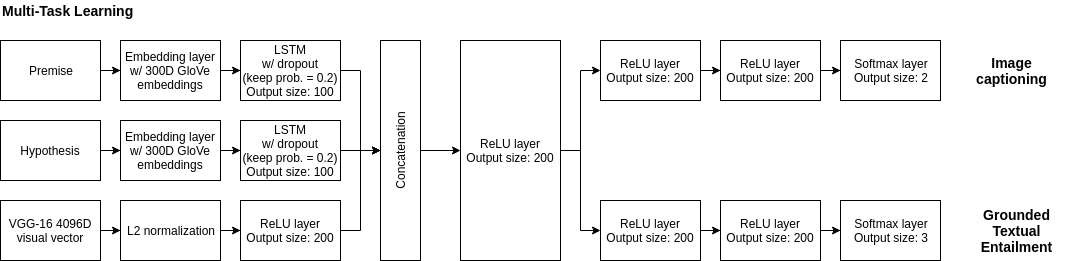 Multi-Task Learning
Premise
Embedding layer
w/ 300D GloVe
embeddings
LSTM
w/ dropout
(keep prob. = 0.2)
Output size: 100
Hypothesis
Embedding layer
w/ 300D GloVe
embeddings
LSTM
w/ dropout
(keep prob. = 0.2)
Output size: 100
VGG-16 4096D
visual vector
L2 normalization
ReLU layer
Output size: 200
Concatenation
ReLU layer
Output size: 200
ReLU layer
Output size: 200
ReLU layer
Output size: 200
Softmax layer
Output size: 2
Image
captioning
ReLU layer
Output size: 200
ReLU layer
Output size: 200
Softmax layer
Output size: 3
Grounded
Textual
Entailment